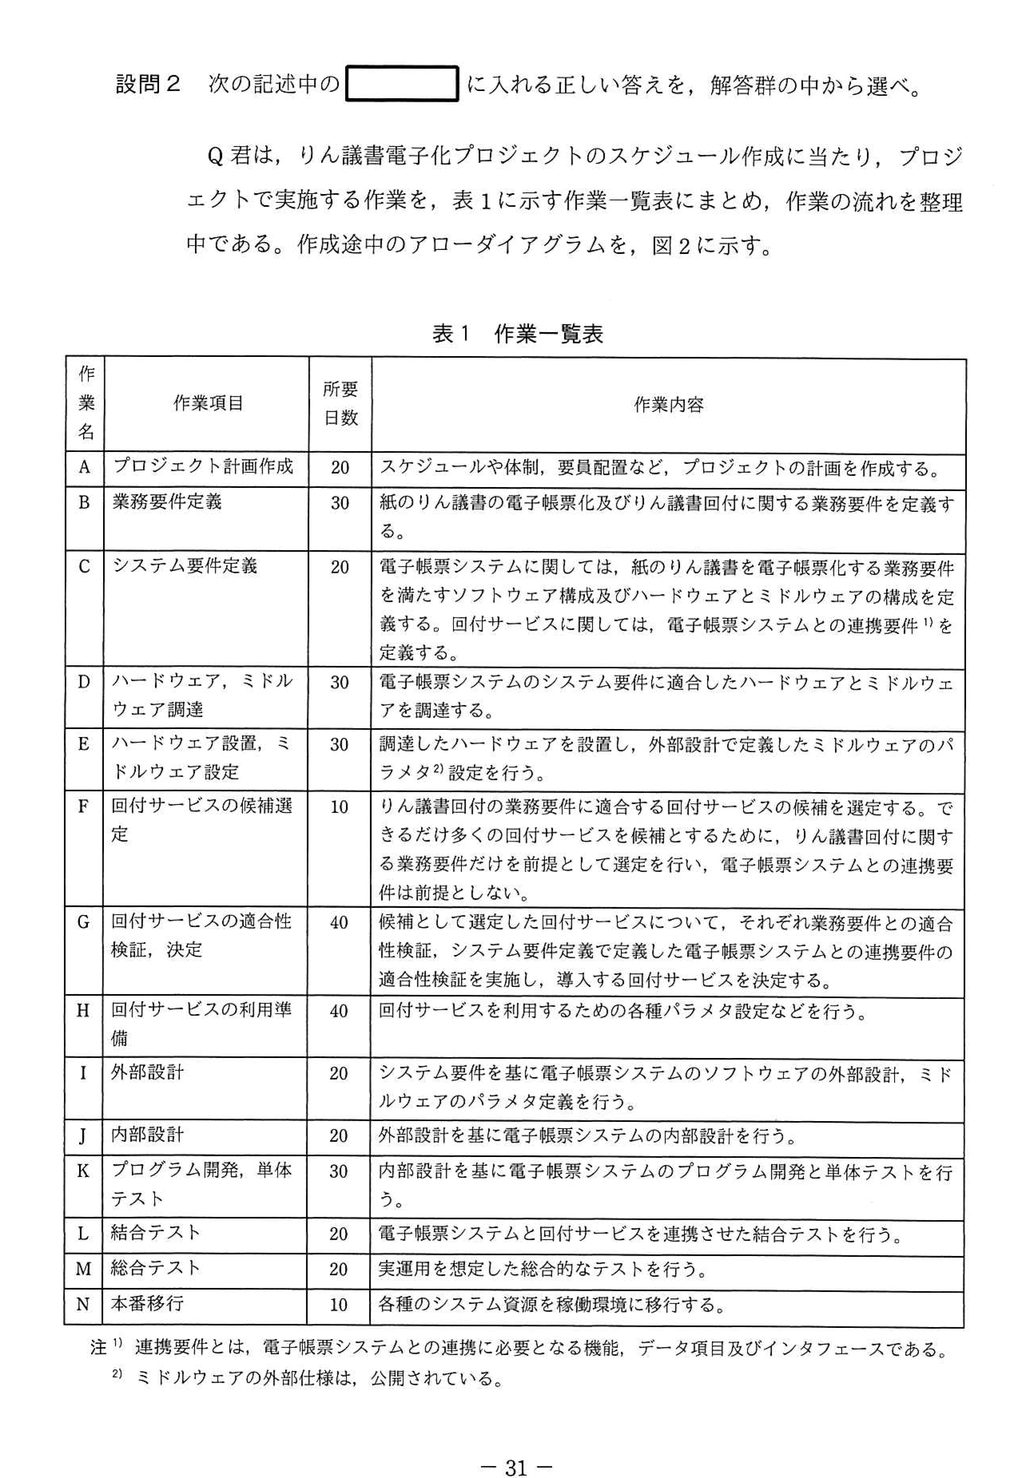 設問2　次の記述中の　　　　に入れる正しい答えを，解答群の中から選べ。
Q君は，りん議書電子化プロジェクトのスケジュール作成に当たり，プロジ
ェクトで実施する作業を，表1に示す作業一覧表にまとめ，作業の流れを整理
中である。作成途中のアローダイアグラムを，図2に示す。
表1　作業一覧表
作業名　作業項目　所要日数　作業内容
A　プロジェクト計画作成　20　スケジュールや体制，要員配置など，プロジェクトの計画を作成する。
B　業務要件定義　30　紙のりん議書の電子帳票化及びりん議書回付に関する業務要件を定義す
る。
C　システム要件定義　20　電子帳票システムに関しては，紙のりん議書を電子帳票化する業務要件
を満たすソフトウェア構成及びハードウェアとミドルウェアの構成を定
義する。回付サービスに関しては，電子帳票システムとの連携要件1)を
定義する。
D　ハードウェア，ミドル　30　電子帳票システムのシステム要件に適合したハードウェアとミドルウェ
ウェア調達　アを調達する。
E　ハードウェア設置，ミ　30　調達したハードウェアを設置し，外部設計で定義したミドルウェアのパ
ドルウェア設定　ラメタ2)設定を行う。
F　回付サービスの候補選　10　りん議書回付の業務要件に適合する回付サービスの候補を選定する。で
定　きるだけ多くの回付サービスを候補とするために，りん議書回付に関す
る業務要件だけを前提として選定を行い，電子帳票システムとの連携要
件は前提としない。
G　回付サービスの適合性　40　候補として選定した回付サービスについて，それぞれ業務要件との適合
検証，決定　性検証，システム要件定義で定義した電子帳票システムとの連携要件の
適合性検証を実施し，導入する回付サービスを決定する。
H　回付サービスの利用準　40　回付サービスを利用するための各種パラメタ設定などを行う。
備
I　外部設計　20　システム要件を基に電子帳票システムのソフトウェアの外部設計，ミド
ルウェアのパラメタ定義を行う。
J　内部設計　20　外部設計を基に電子帳票システムの内部設計を行う。
K　プログラム開発，単体　30　内部設計を基に電子帳票システムのプログラム開発と単体テストを行
テスト　う。
L　結合テスト　20　電子帳票システムと回付サービスを連携させた結合テストを行う。
M　総合テスト　20　実運用を想定した総合的なテストを行う。
N　本番移行　10　各種のシステム資源を稼働環境に移行する。
注1)　連携要件とは，電子帳票システムとの連携に必要となる機能，データ項目及びインタフェースである。
2)　ミドルウェアの外部仕様は，公開されている。
－ 31 －